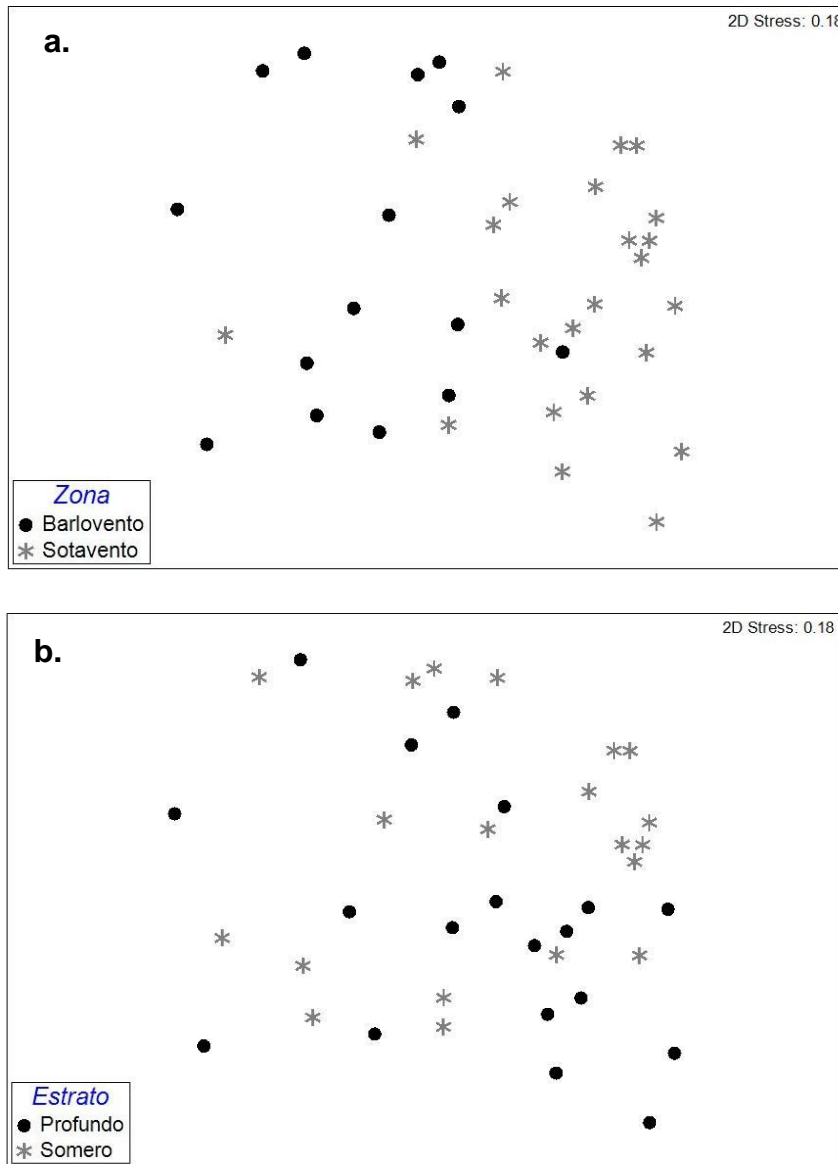 a.
2D Stress: 0.18
Zona
Barlovento
Sotavento
b.
2D Stress: 0.18
Estrato
Profundo
Somero